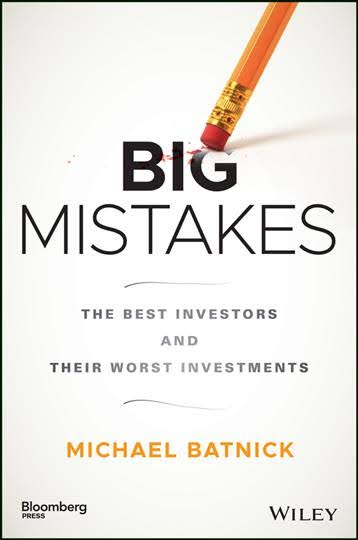 BIG
MISTAKES
THE BEST INVESTORS
AND
THEIR WORST INVESTMENTS
MICHAEL BATNICK
Bloomberg
PRESS
WILEY